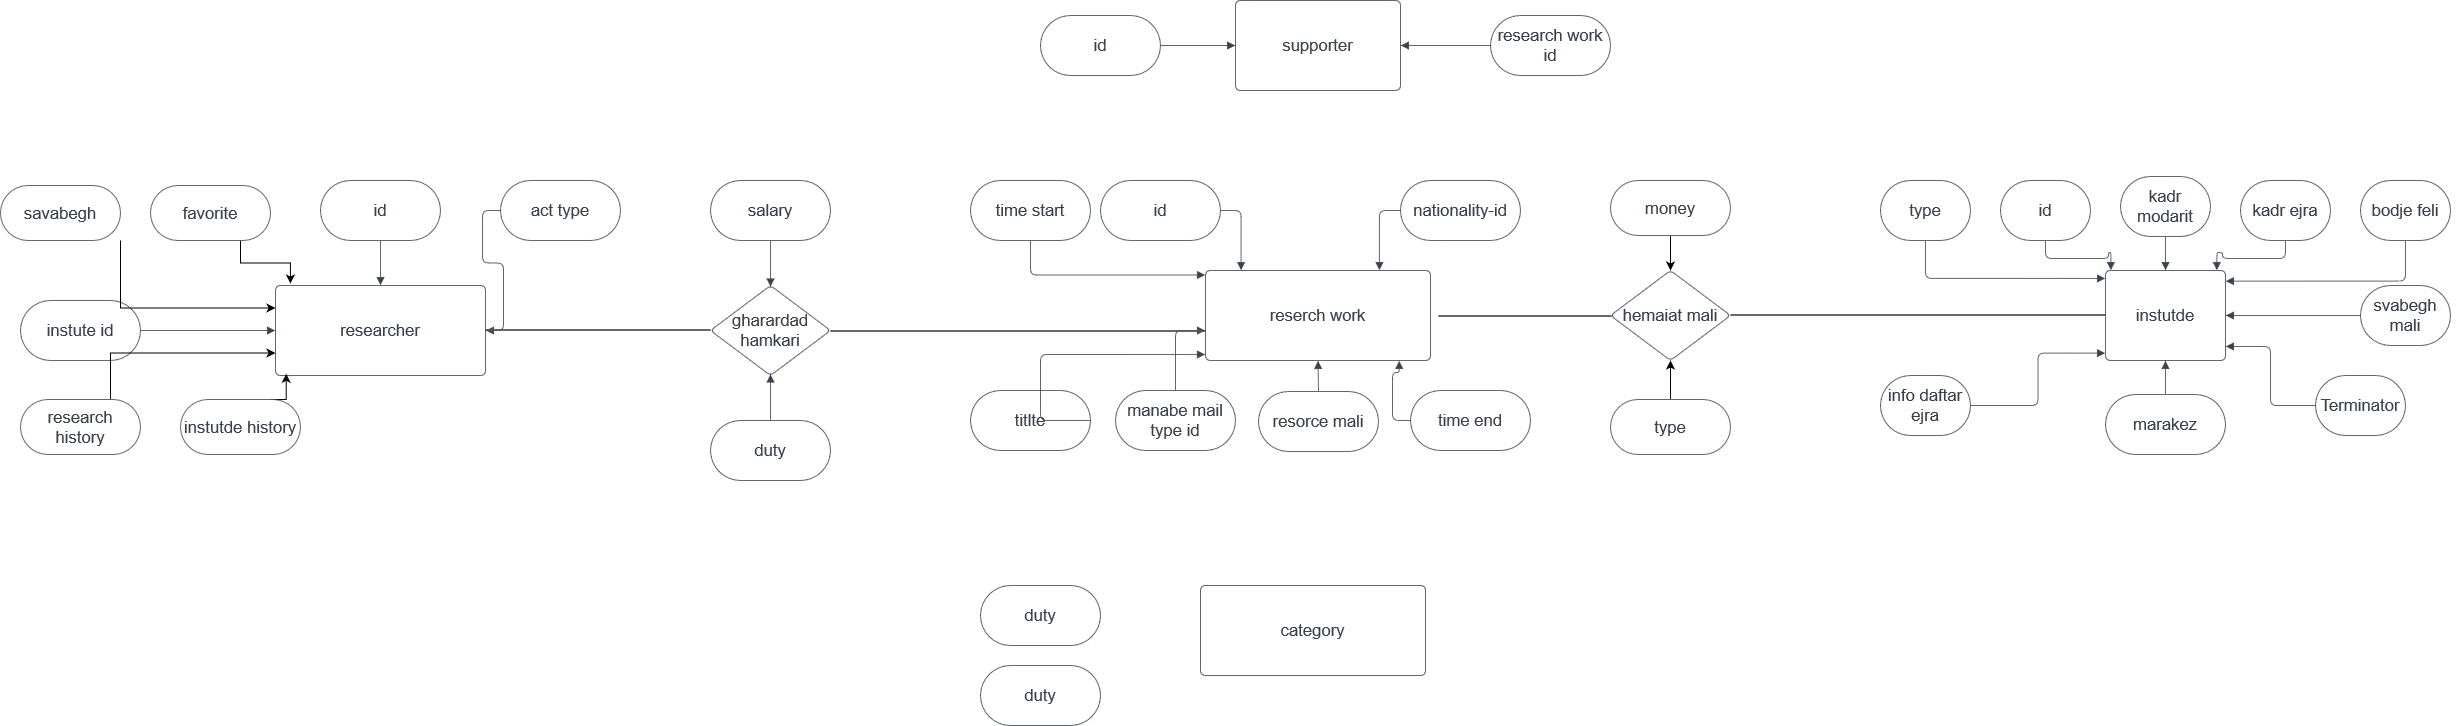 id
supporter
research work
id
savabegh
favorite
id
act type
salary
time start
id
nationality-id
money
type
id
kadr
modarit
kadr ejra
bodje feli
instute id
researcher
gharardad
hamkari
reserch work
hemaiat mali
instutde
svabegh
mali
research
history
instutde history
duty
titlte
manabe mail
type id
resorce mali
time end
type
info daftar
ejra
marakez
Terminator
duty
category
duty